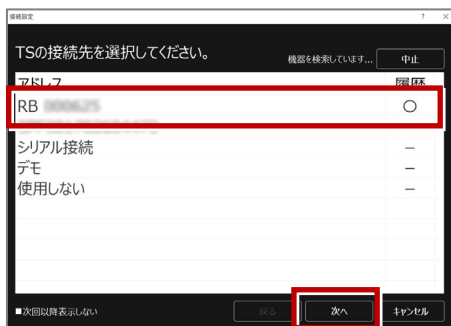 接続設定
? ×
TSの接続先を選択してください。
機器を検索しています... 中止
アドレス 履歴
RB ○
シリアル接続 −
デモ −
使用しない −
■次回以降表示しない 戻る 次へ キャンセル